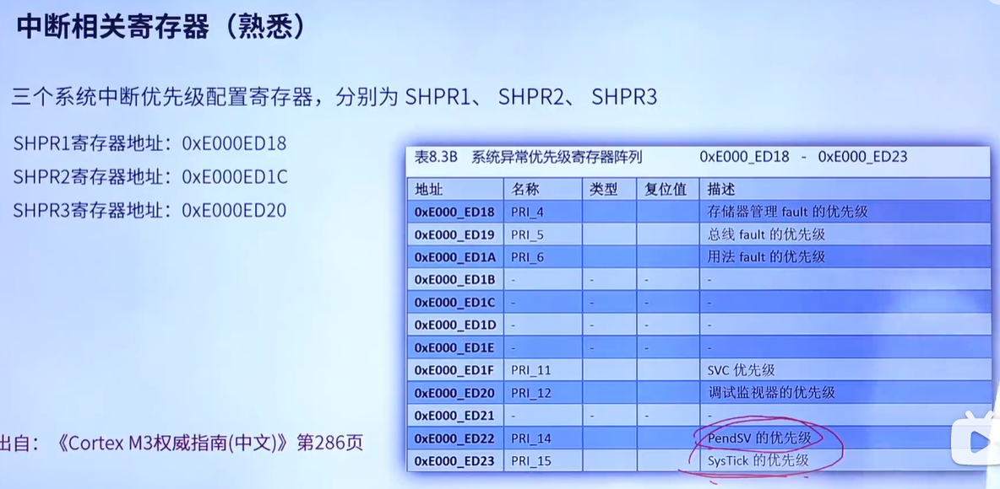 中断相关寄存器（熟悉）
三个系统中断优先级配置寄存器，分别为 SHPR1、 SHPR2、 SHPR3
SHPR1寄存器地址：0xE000ED18
SHPR2寄存器地址：0xE000ED1C
SHPR3寄存器地址：0xE000ED20
表8.3B 系统异常优先级寄存器阵列 0xE000_ED18 - 0xE000_ED23
地址 名称 类型 复位值 描述
0xE000_ED18 PRI_4 存储器管理 fault 的优先级
0xE000_ED19 PRI_5 总线 fault 的优先级
0xE000_ED1A PRI_6 用法 fault 的优先级
0xE000_ED1B - - - -
0xE000_ED1C - - - -
0xE000_ED1D - - - -
0xE000_ED1E - - - -
0xE000_ED1F PRI_11 SVC 优先级
0xE000_ED20 PRI_12 调试监视器的优先级
0xE000_ED21 - - - -
0xE000_ED22 PRI_14 PendSV 的优先级
0xE000_ED23 PRI_15 SysTick 的优先级
出自：《Cortex M3权威指南(中文)》第286页